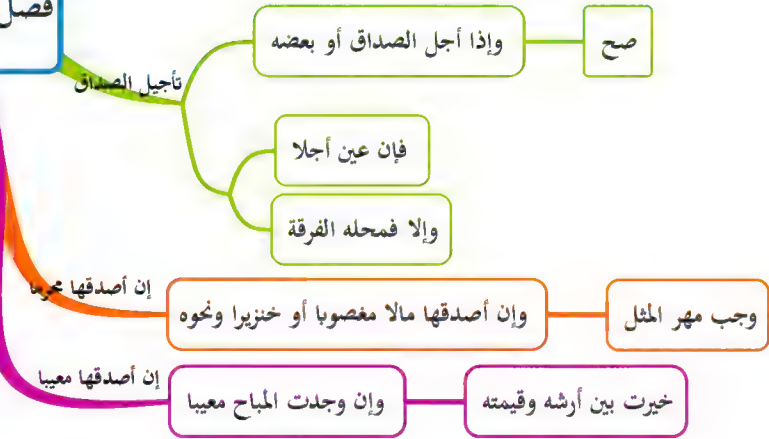 فصل
تأجيل الصداق
وإذا أجل الصداق أو بعضه
صح
فإن عين أجلا
وإلا فمحله الفرقة
إن أصدقها محرما
وإن أصدقها مالا مغصوبا أو خنزيرا ونحوه
وجب مهر المثل
إن أصدقها معيبا
وإن وجدت المباح معيبا
خيرت بين أرشه وقيمته